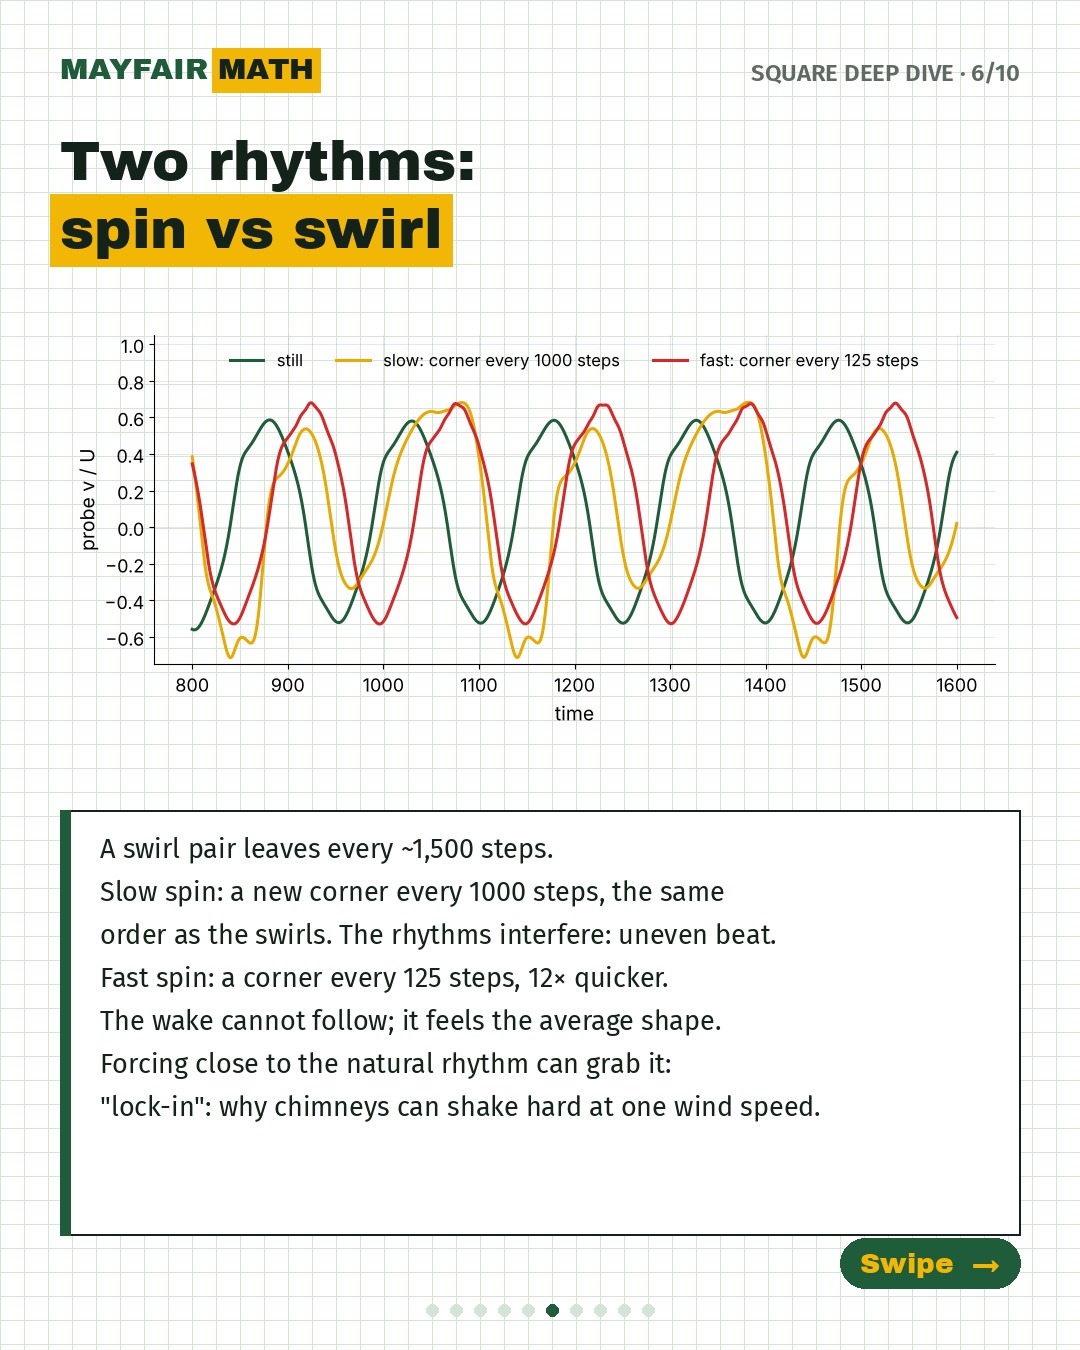 MAYFAIR MATH
SQUARE DEEP DIVE · 6/10
Two rhythms:
spin vs swirl
still
slow: corner every 1000 steps
fast: corner every 125 steps
probe v / U
1.0
0.8
0.6
0.4
0.2
0.0
−0.2
−0.4
−0.6
800 900 1000 1100 1200 1300 1400 1500 1600
time
A swirl pair leaves every ~1,500 steps.
Slow spin: a new corner every 1000 steps, the same
order as the swirls. The rhythms interfere: uneven beat.
Fast spin: a corner every 125 steps, 12× quicker.
The wake cannot follow; it feels the average shape.
Forcing close to the natural rhythm can grab it:
"lock-in": why chimneys can shake hard at one wind speed.
Swipe →